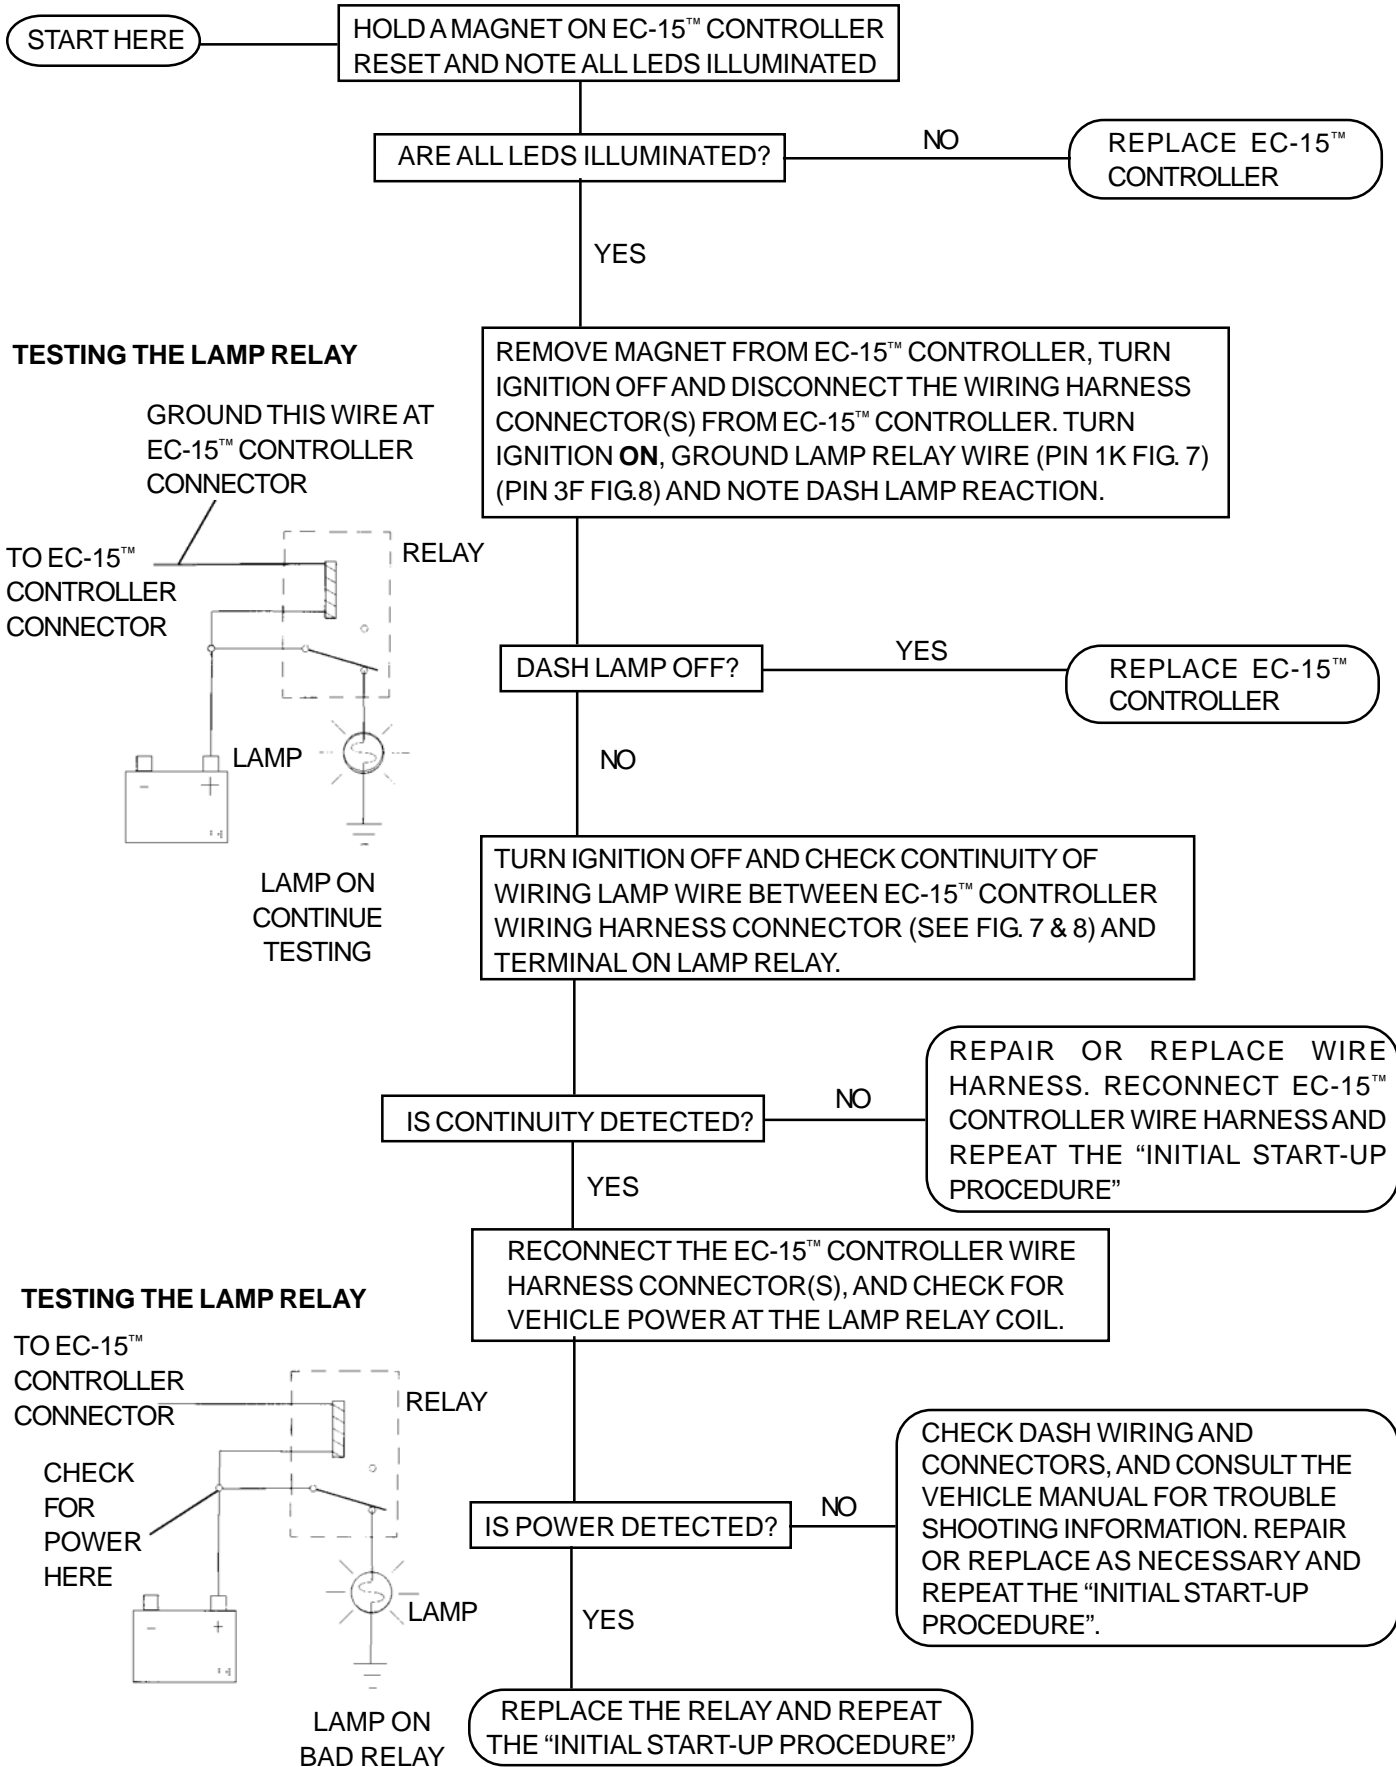 START HERE
HOLD A MAGNET ON EC-15™ CONTROLLER
RESET AND NOTE ALL LEDS ILLUMINATED
ARE ALL LEDS ILLUMINATED?
NO
REPLACE EC-15™
CONTROLLER
YES
TESTING THE LAMP RELAY
GROUND THIS WIRE AT
EC-15™ CONTROLLER
CONNECTOR
TO EC-15™
CONTROLLER
CONNECTOR
RELAY
LAMP
-
+
LAMP ON
CONTINUE
TESTING
REMOVE MAGNET FROM EC-15™ CONTROLLER, TURN
IGNITION OFF AND DISCONNECT THE WIRING HARNESS
CONNECTOR(S) FROM EC-15™ CONTROLLER. TURN
IGNITION ON, GROUND LAMP RELAY WIRE (PIN 1K FIG. 7)
(PIN 3F FIG.8) AND NOTE DASH LAMP REACTION.
DASH LAMP OFF?
YES
REPLACE EC-15™
CONTROLLER
NO
TURN IGNITION OFF AND CHECK CONTINUITY OF
WIRING LAMP WIRE BETWEEN EC-15™ CONTROLLER
WIRING HARNESS CONNECTOR (SEE FIG. 7 & 8) AND
TERMINAL ON LAMP RELAY.
IS CONTINUITY DETECTED?
NO
REPAIR OR REPLACE WIRE
HARNESS. RECONNECT EC-15™
CONTROLLER WIRE HARNESS AND
REPEAT THE “INITIAL START-UP
PROCEDURE”
YES
RECONNECT THE EC-15™ CONTROLLER WIRE
HARNESS CONNECTOR(S), AND CHECK FOR
VEHICLE POWER AT THE LAMP RELAY COIL.
TESTING THE LAMP RELAY
TO EC-15™
CONTROLLER
CONNECTOR
RELAY
CHECK
FOR
POWER
HERE
LAMP
-
+
LAMP ON
BAD RELAY
IS POWER DETECTED?
NO
CHECK DASH WIRING AND
CONNECTORS, AND CONSULT THE
VEHICLE MANUAL FOR TROUBLE
SHOOTING INFORMATION. REPAIR
OR REPLACE AS NECESSARY AND
REPEAT THE “INITIAL START-UP
PROCEDURE”.
YES
REPLACE THE RELAY AND REPEAT
THE “INITIAL START-UP PROCEDURE”